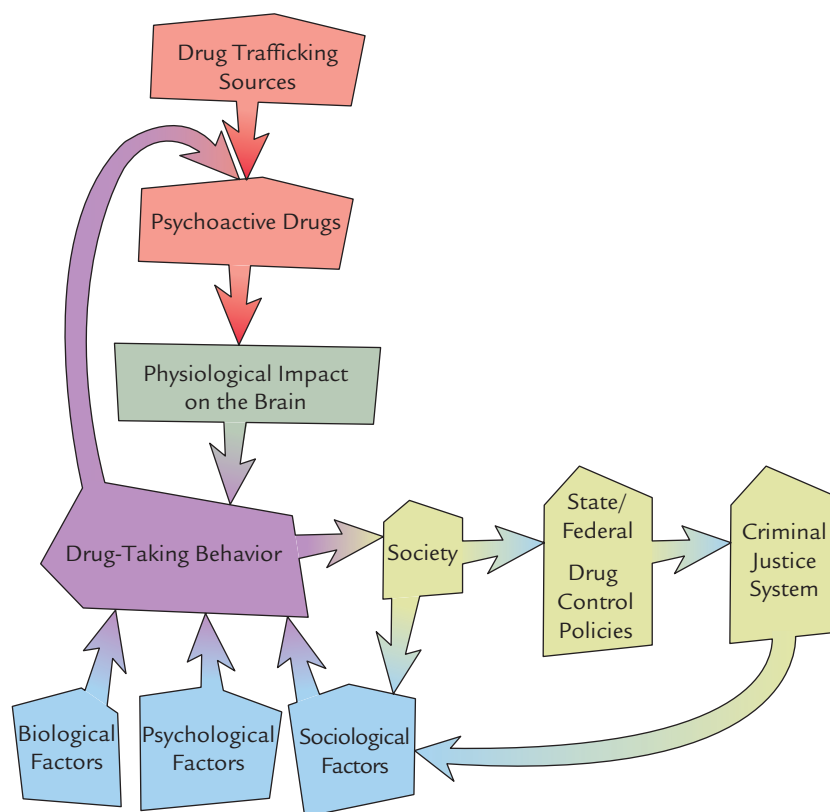 Drug Trafficking
Sources
Psychoactive Drugs
Physiological Impact
on the Brain
Drug-Taking Behavior
Society
State/
Federal
Drug
Control
Policies
Criminal
Justice
System
Biological
Factors
Psychological
Factors
Sociological
Factors